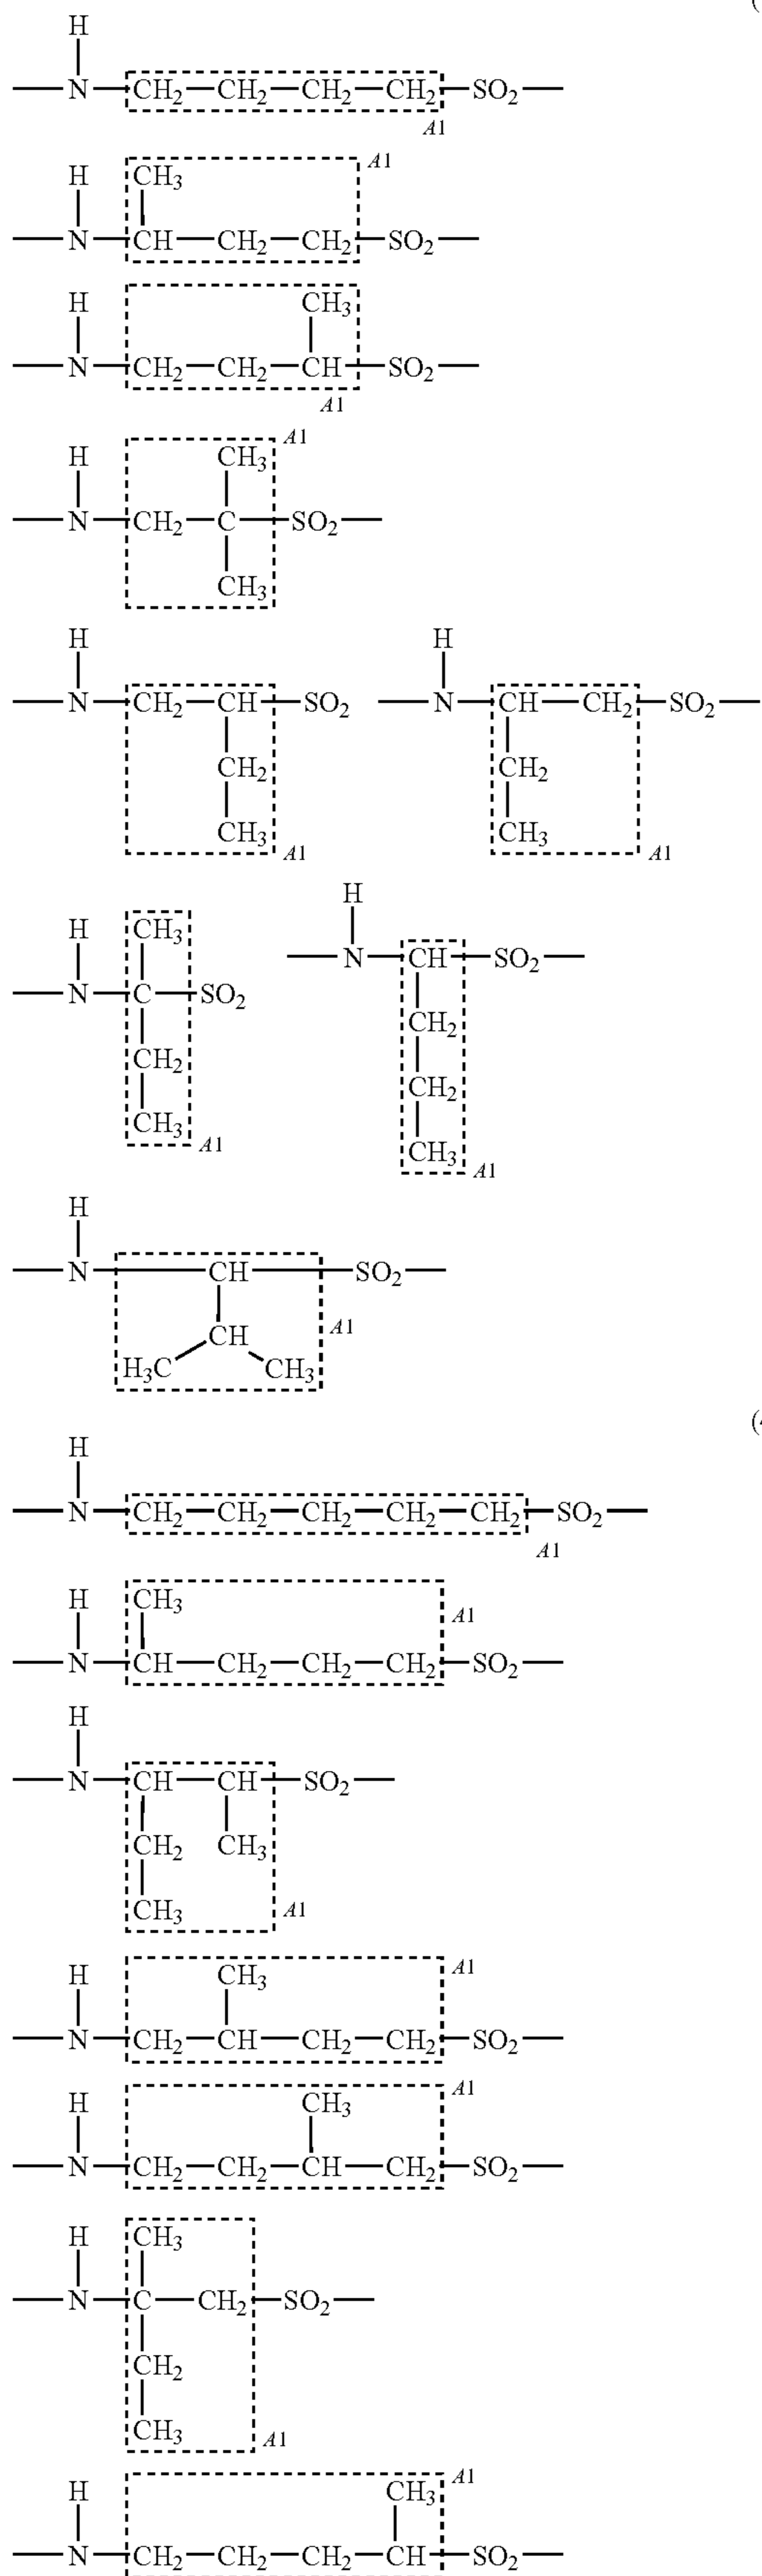 (
H
—N—CH₂—CH₂—CH₂—CH₂—SO₂—
A1
A1
H CH₃
—N—CH—CH₂—CH₂—SO₂—
H CH₃
—N—CH₂—CH₂—CH—SO₂—
A1
A1
H CH₃
—N—CH₂—C—SO₂—
CH₃
H H
—N—CH₂—CH—SO₂ —N—CH—CH₂—SO₂—
CH₂ CH₂
CH₃ CH₃
A1 A1
H
H CH₃
—N—CH—SO₂—
—N—C—SO₂
CH₂
CH₂
CH₂
CH₃
A1
CH₃
A1
H
—N—CH—SO₂—
CH A1
H₃C CH₃
(4
H
—N—CH₂—CH₂—CH₂—CH₂—CH₂—SO₂—
A1
H CH₃ A1
—N—CH—CH₂—CH₂—CH₂—SO₂—
H
—N—CH—CH—SO₂—
CH₂ CH₃
CH₃ A1
A1
H CH₃
—N—CH₂—CH—CH₂—CH₂—SO₂—
A1
H CH₃
—N—CH₂—CH₂—CH—CH₂—SO₂—
H CH₃
—N—C—CH₂—SO₂—
CH₂
CH₃
A1
A1
H CH₃
—N—CH₂—CH₂—CH₂—CH—SO₂—